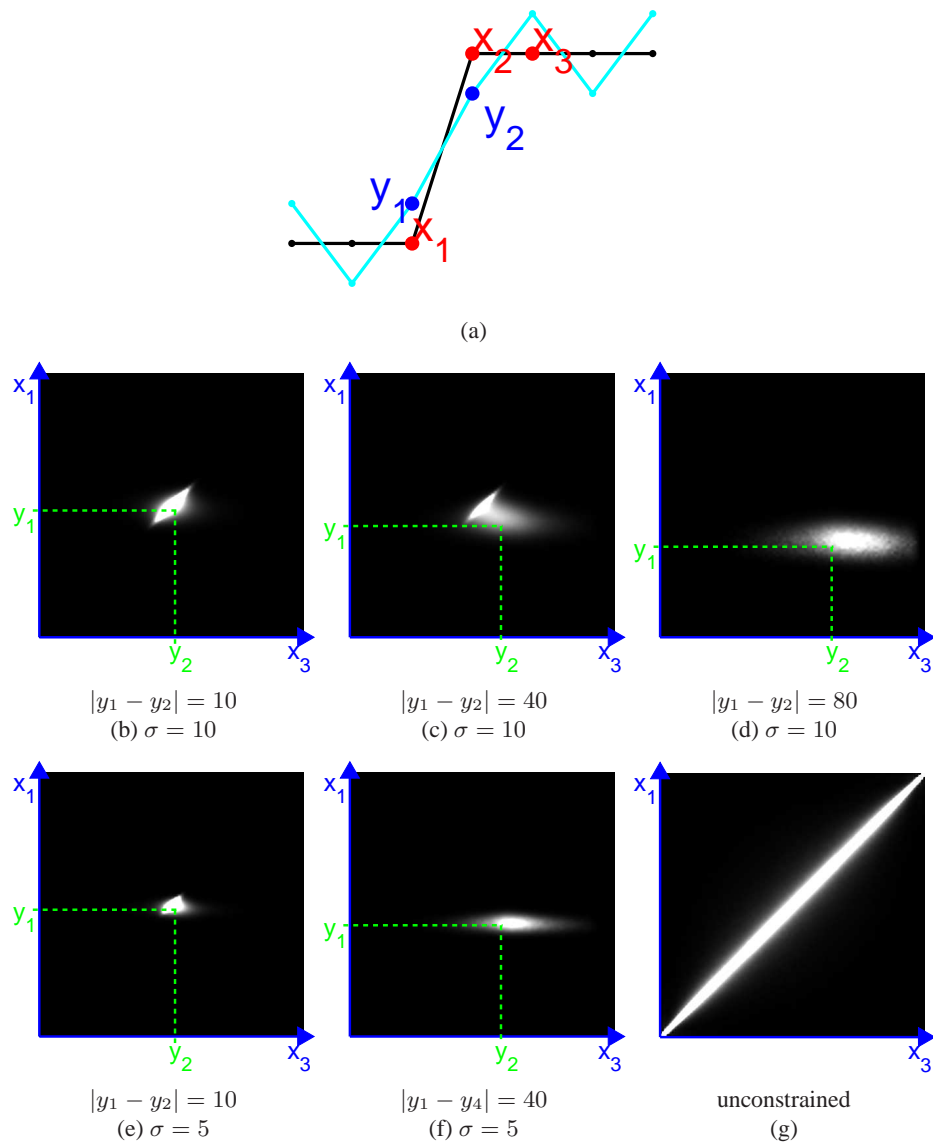 x2 x3
y2
y1
x1
(a)
x1 x1 x1
y1 y1 y1
y2 x3 y2 x3 y2 x3
|y1 − y2| = 10 |y1 − y2| = 40 |y1 − y2| = 80
(b) σ = 10 (c) σ = 10 (d) σ = 10
x1 x1 x1
y1 y1
y2 x3 y2 x3 x3
|y1 − y2| = 10 |y1 − y4| = 40 unconstrained
(e) σ = 5 (f) σ = 5 (g)